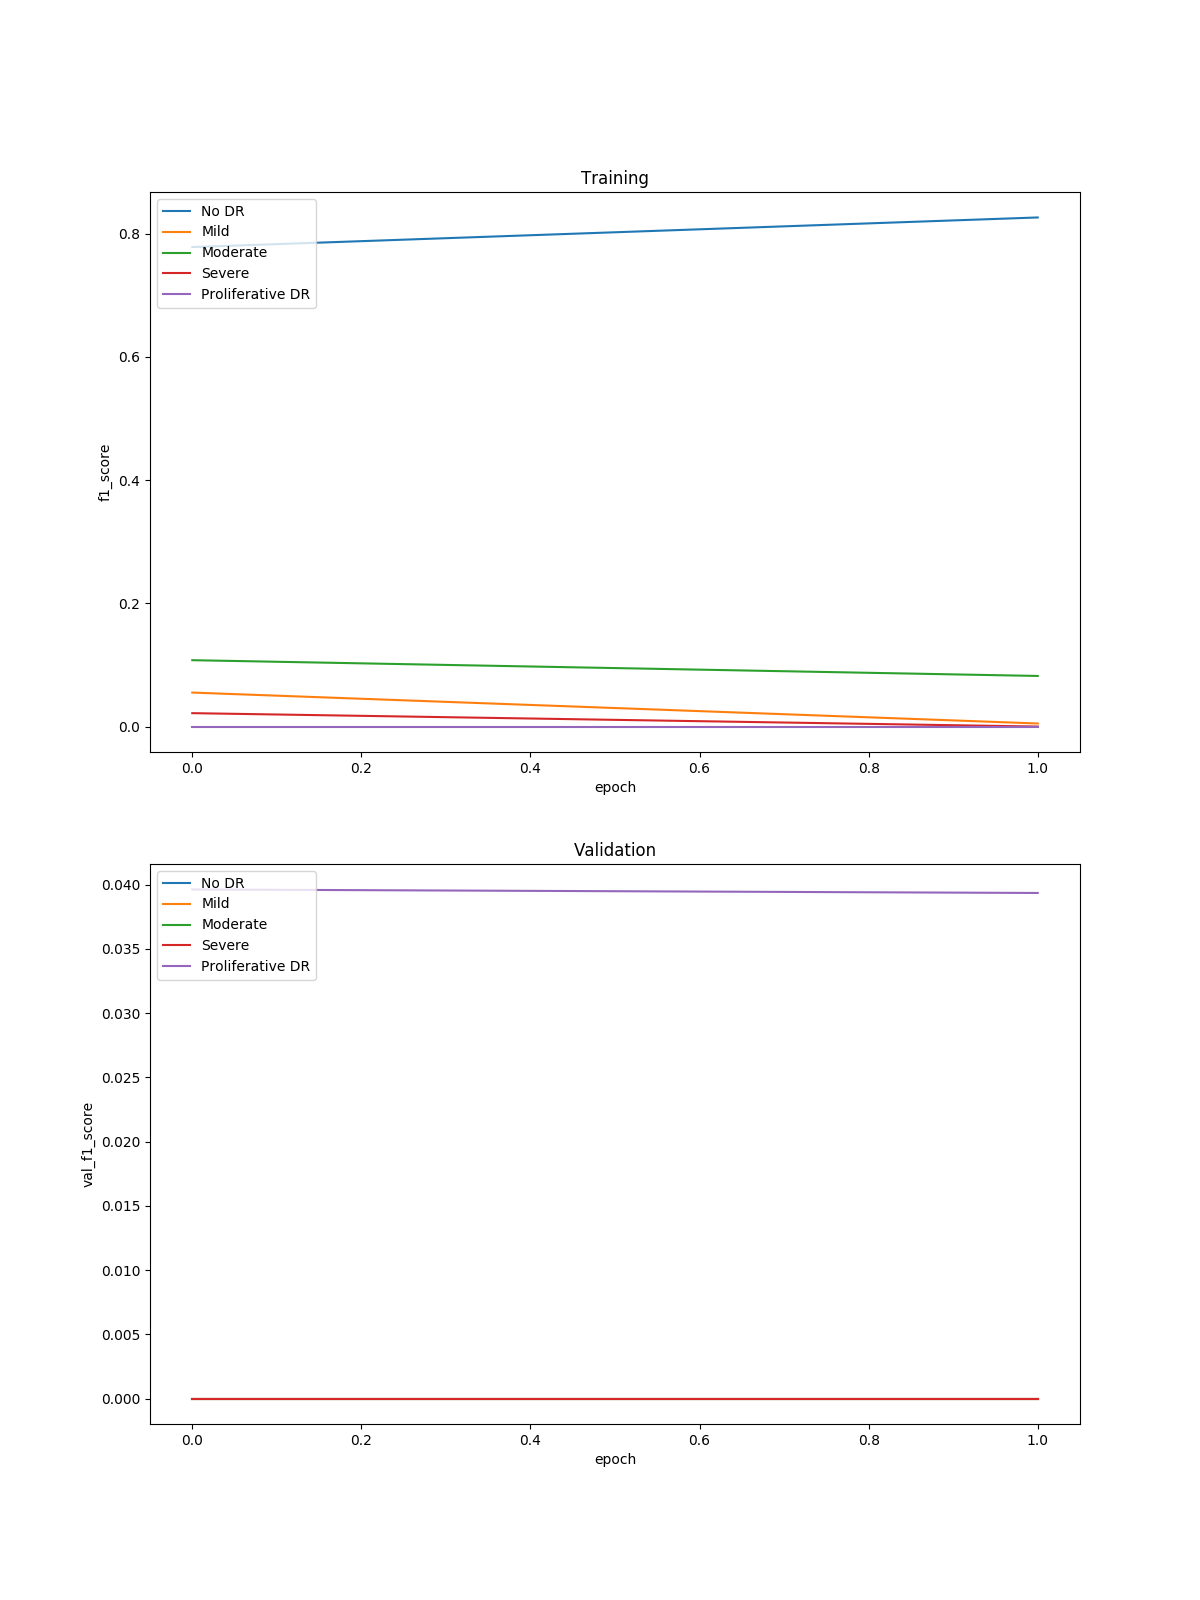 Training
No DR
Mild
Moderate
Severe
Proliferative DR
0.8
0.6
0.4
0.2
0.0
f1_score
0.0 0.2 0.4 0.6 0.8 1.0
epoch
Validation
No DR
Mild
Moderate
Severe
Proliferative DR
0.040
0.035
0.030
0.025
0.020
0.015
0.010
0.005
0.000
val_f1_score
0.0 0.2 0.4 0.6 0.8 1.0
epoch